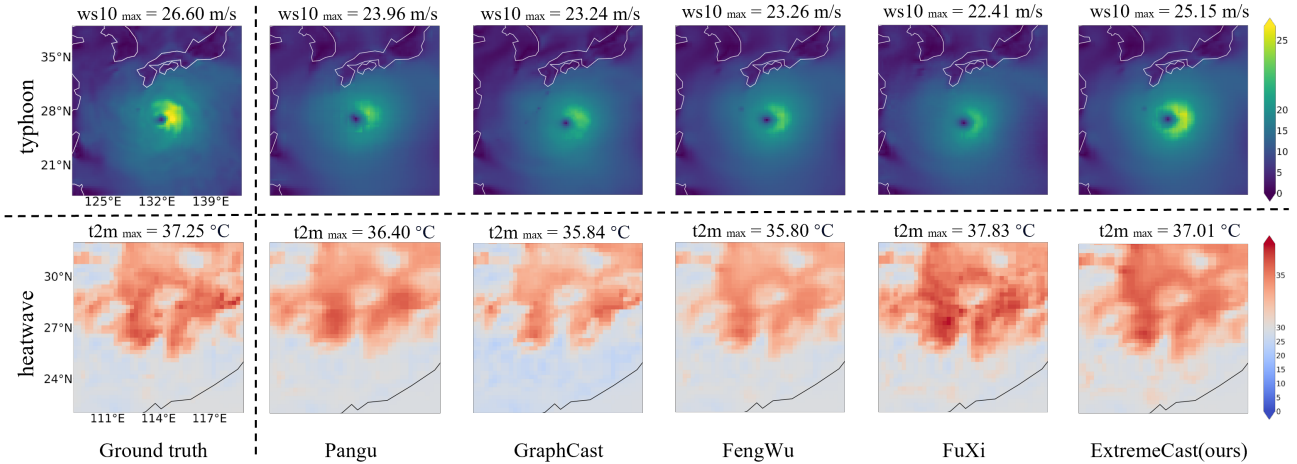 ws10 max = 26.60 m/s
ws10 max = 23.96 m/s
ws10 max = 23.24 m/s
ws10 max = 23.26 m/s
ws10 max = 22.41 m/s
ws10 max = 25.15 m/s
typhoon
35°N
28°N
21°N
125°E 132°E 139°E
25
20
15
10
5
0
t2m max = 37.25 °C
t2m max = 36.40 °C
t2m max = 35.84 °C
t2m max = 35.80 °C
t2m max = 37.83 °C
t2m max = 37.01 °C
heatwave
30°N
27°N
24°N
111°E 114°E 117°E
35
30
25
20
15
10
5
0
Ground truth
Pangu
GraphCast
FengWu
FuXi
ExtremeCast(ours)